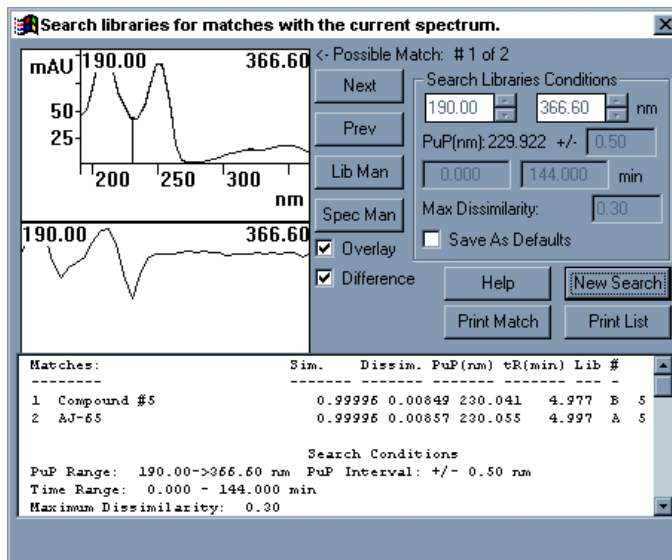 Search libraries for matches with the current spectrum.
mAU
190.00 366.60
50
25
200 250 300
nm
190.00 366.60
<- Possible Match: # 1 of 2
Next
Prev
Lib Man
Spec Man
Overlay
Difference
Search Libraries Conditions
190.00 366.60 nm
PuP(nm): 229.922 +/- 0.50
0.000 144.000 min
Max Dissimilarity: 0.30
Save As Defaults
Help New Search
Print Match Print List
Matches: Sim. Dissim. PuP(nm) tR(min) Lib #
-------- ------- ------- ------- ------- --- -
1 Compound #5 0.99996 0.00849 230.041 4.977 B 5
2 AJ-65 0.99996 0.00857 230.055 4.997 A 5
Search Conditions
PuP Range: 190.00->366.60 nm PuP Interval: +/- 0.50 nm
Time Range: 0.000 - 144.000 min
Maximum Dissimilarity: 0.30